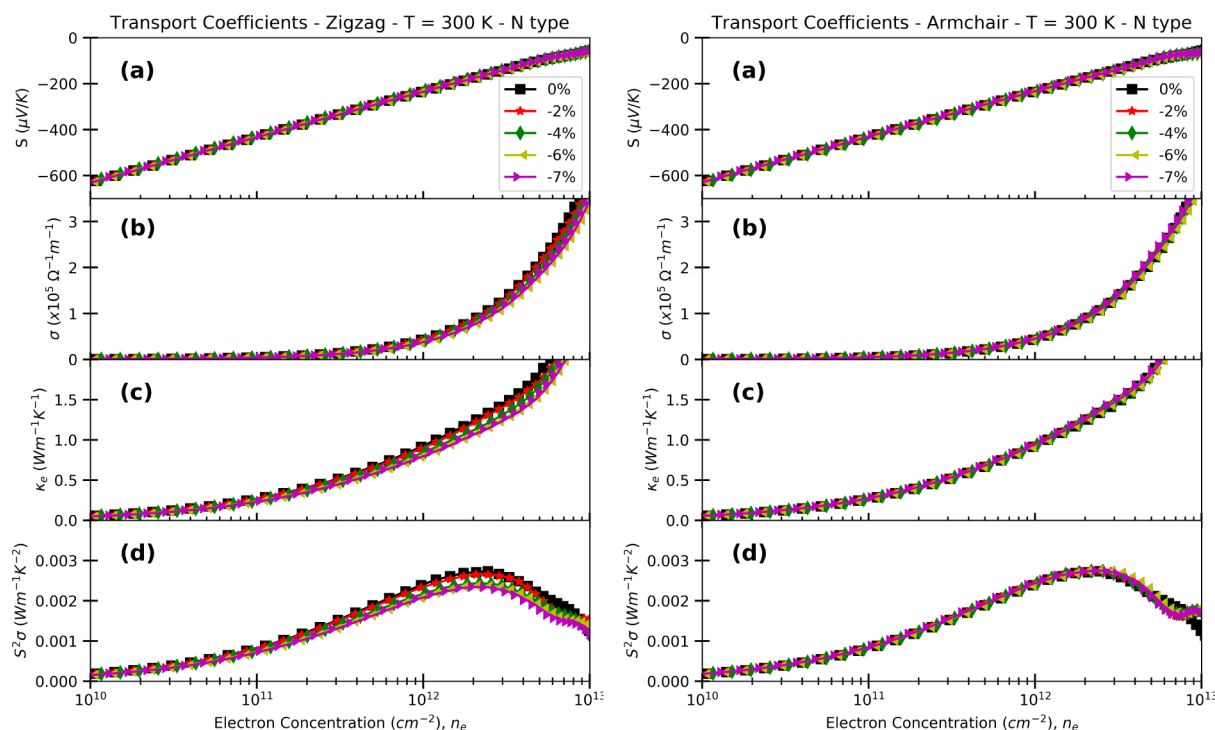 Transport Coefficients - Zigzag - T = 300 K - N type
(a)
S (μV/K)
0
−200
−400
−600
0%
-2%
-4%
-6%
-7%
(b)
σ (x10⁵ Ω⁻¹m⁻¹)
3
2
1
0
(c)
κₑ (Wm⁻¹K⁻¹)
1.5
1.0
0.5
0.0
(d)
S²σ (Wm⁻¹K⁻²)
0.003
0.002
0.001
0.000
10¹⁰
10¹¹
10¹²
10¹³
Electron Concentration (cm⁻²), nₑ
Transport Coefficients - Armchair - T = 300 K - N type
(a)
S (μV/K)
0
−200
−400
−600
0%
-2%
-4%
-6%
-7%
(b)
σ (x10⁵ Ω⁻¹m⁻¹)
3
2
1
0
(c)
κₑ (Wm⁻¹K⁻¹)
1.5
1.0
0.5
0.0
(d)
S²σ (Wm⁻¹K⁻²)
0.003
0.002
0.001
0.000
10¹⁰
10¹¹
10¹²
10¹³
Electron Concentration (cm⁻²), nₑ